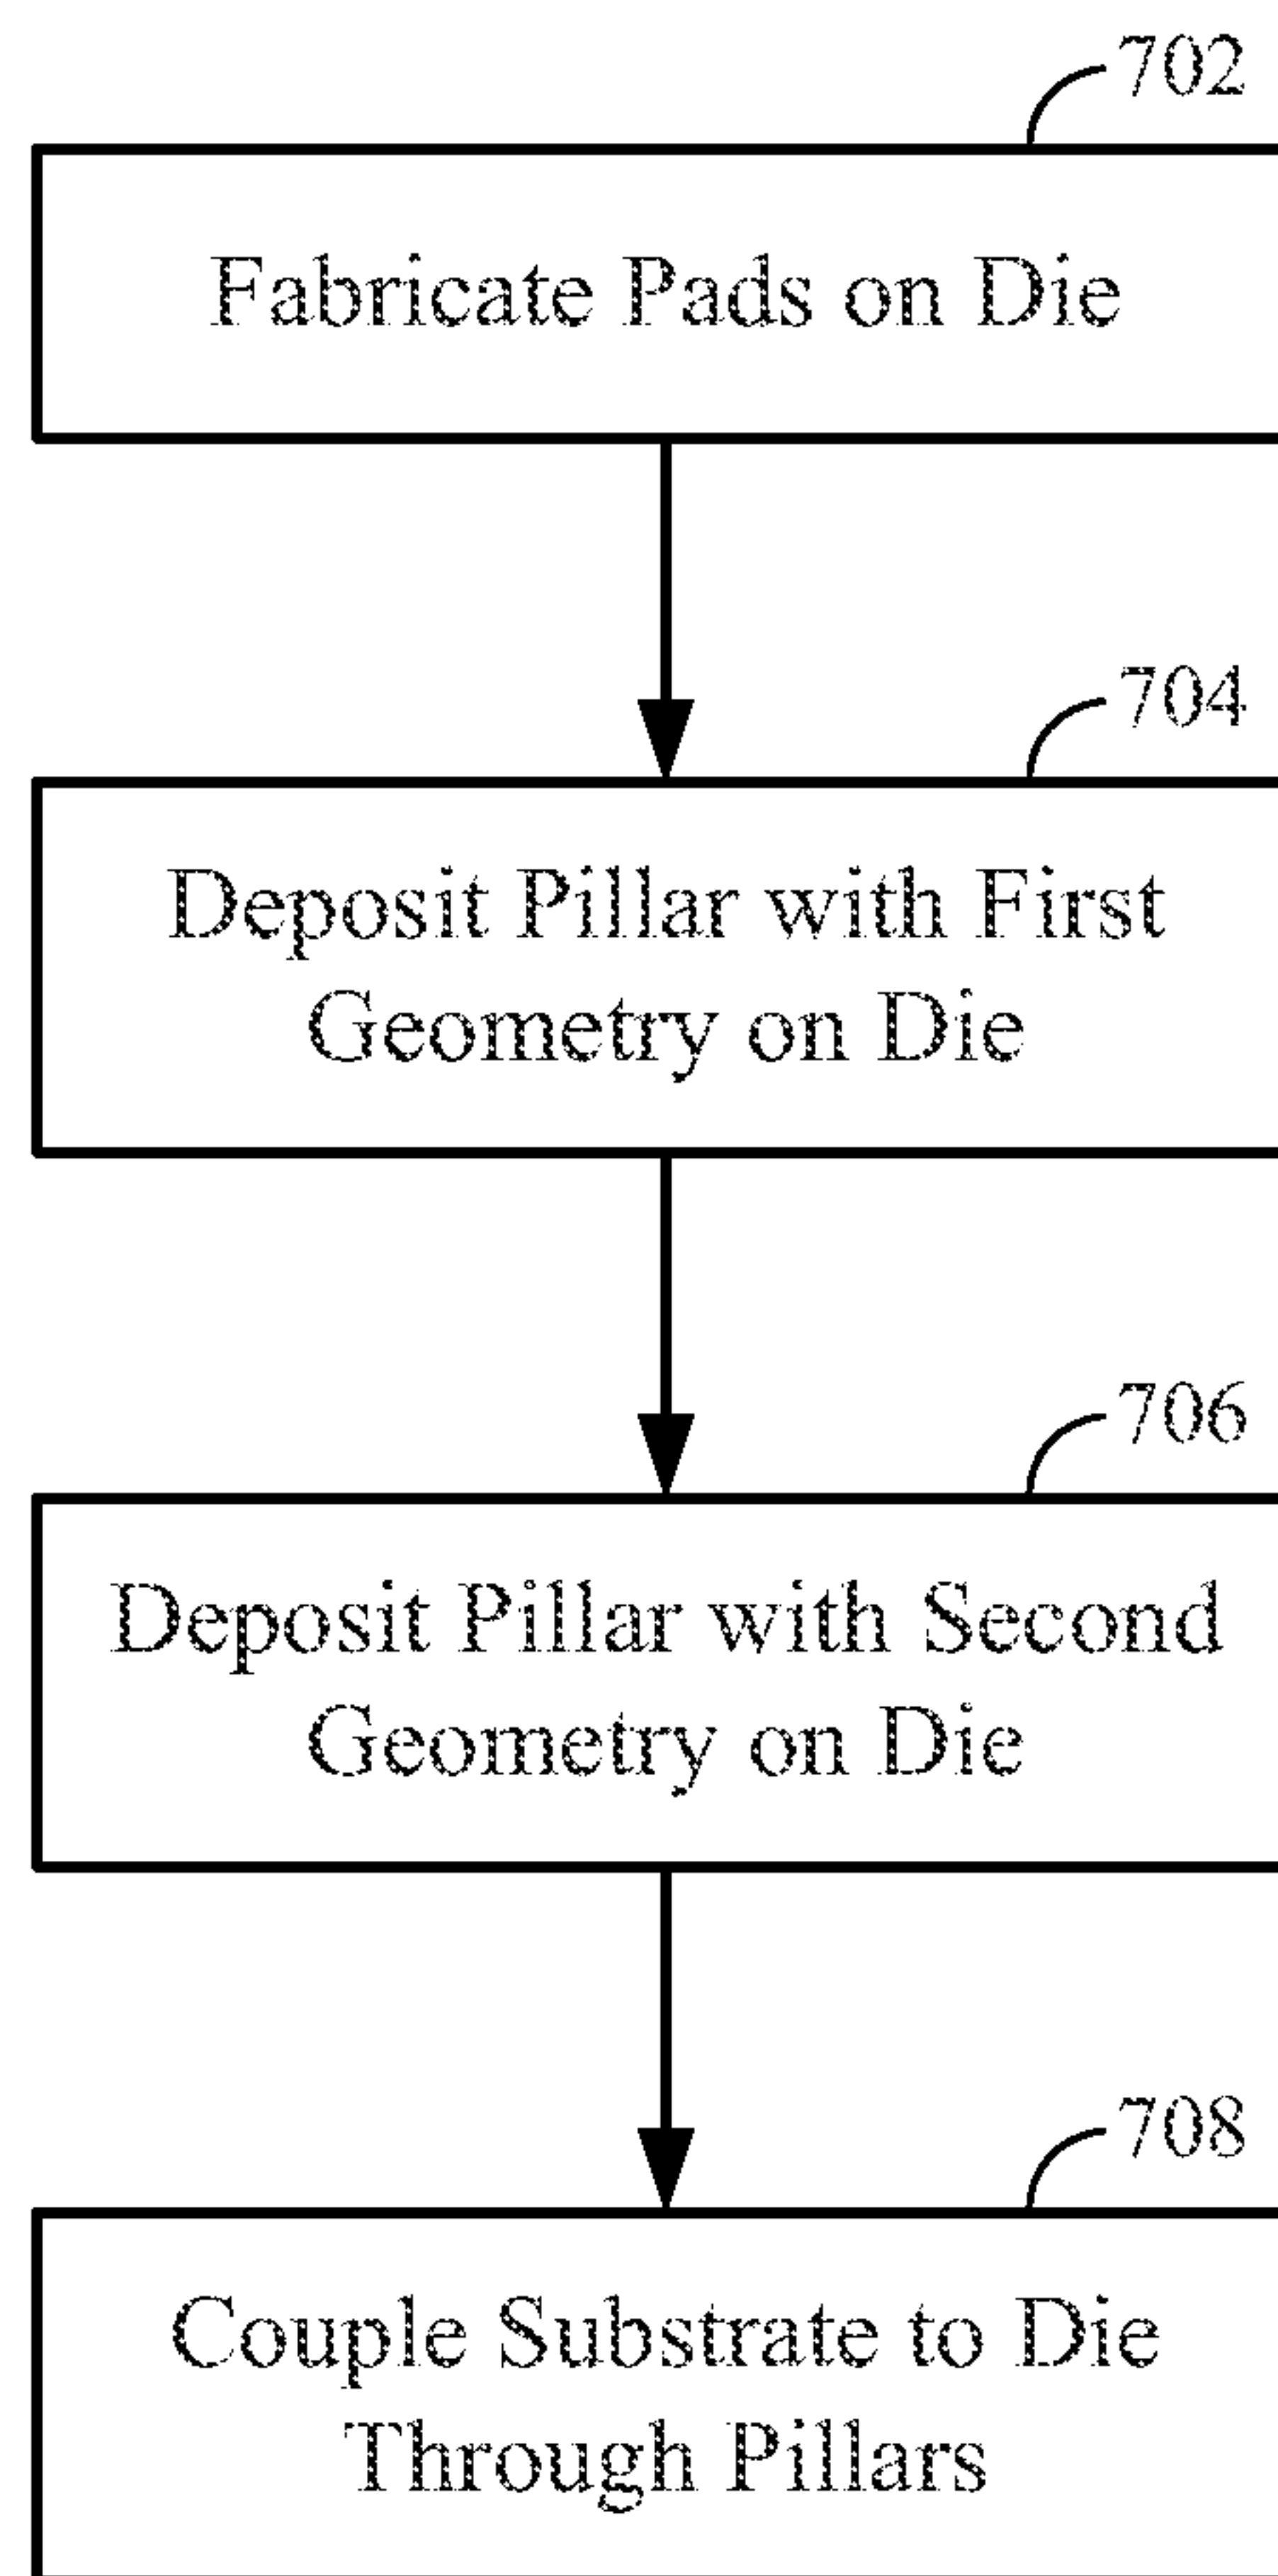 702
Fabricate Pads on Die
704
Deposit Pillar with First
Geometry on Die
706
Deposit Pillar with Second
Geometry on Die
708
Couple Substrate to Die
Through Pillars